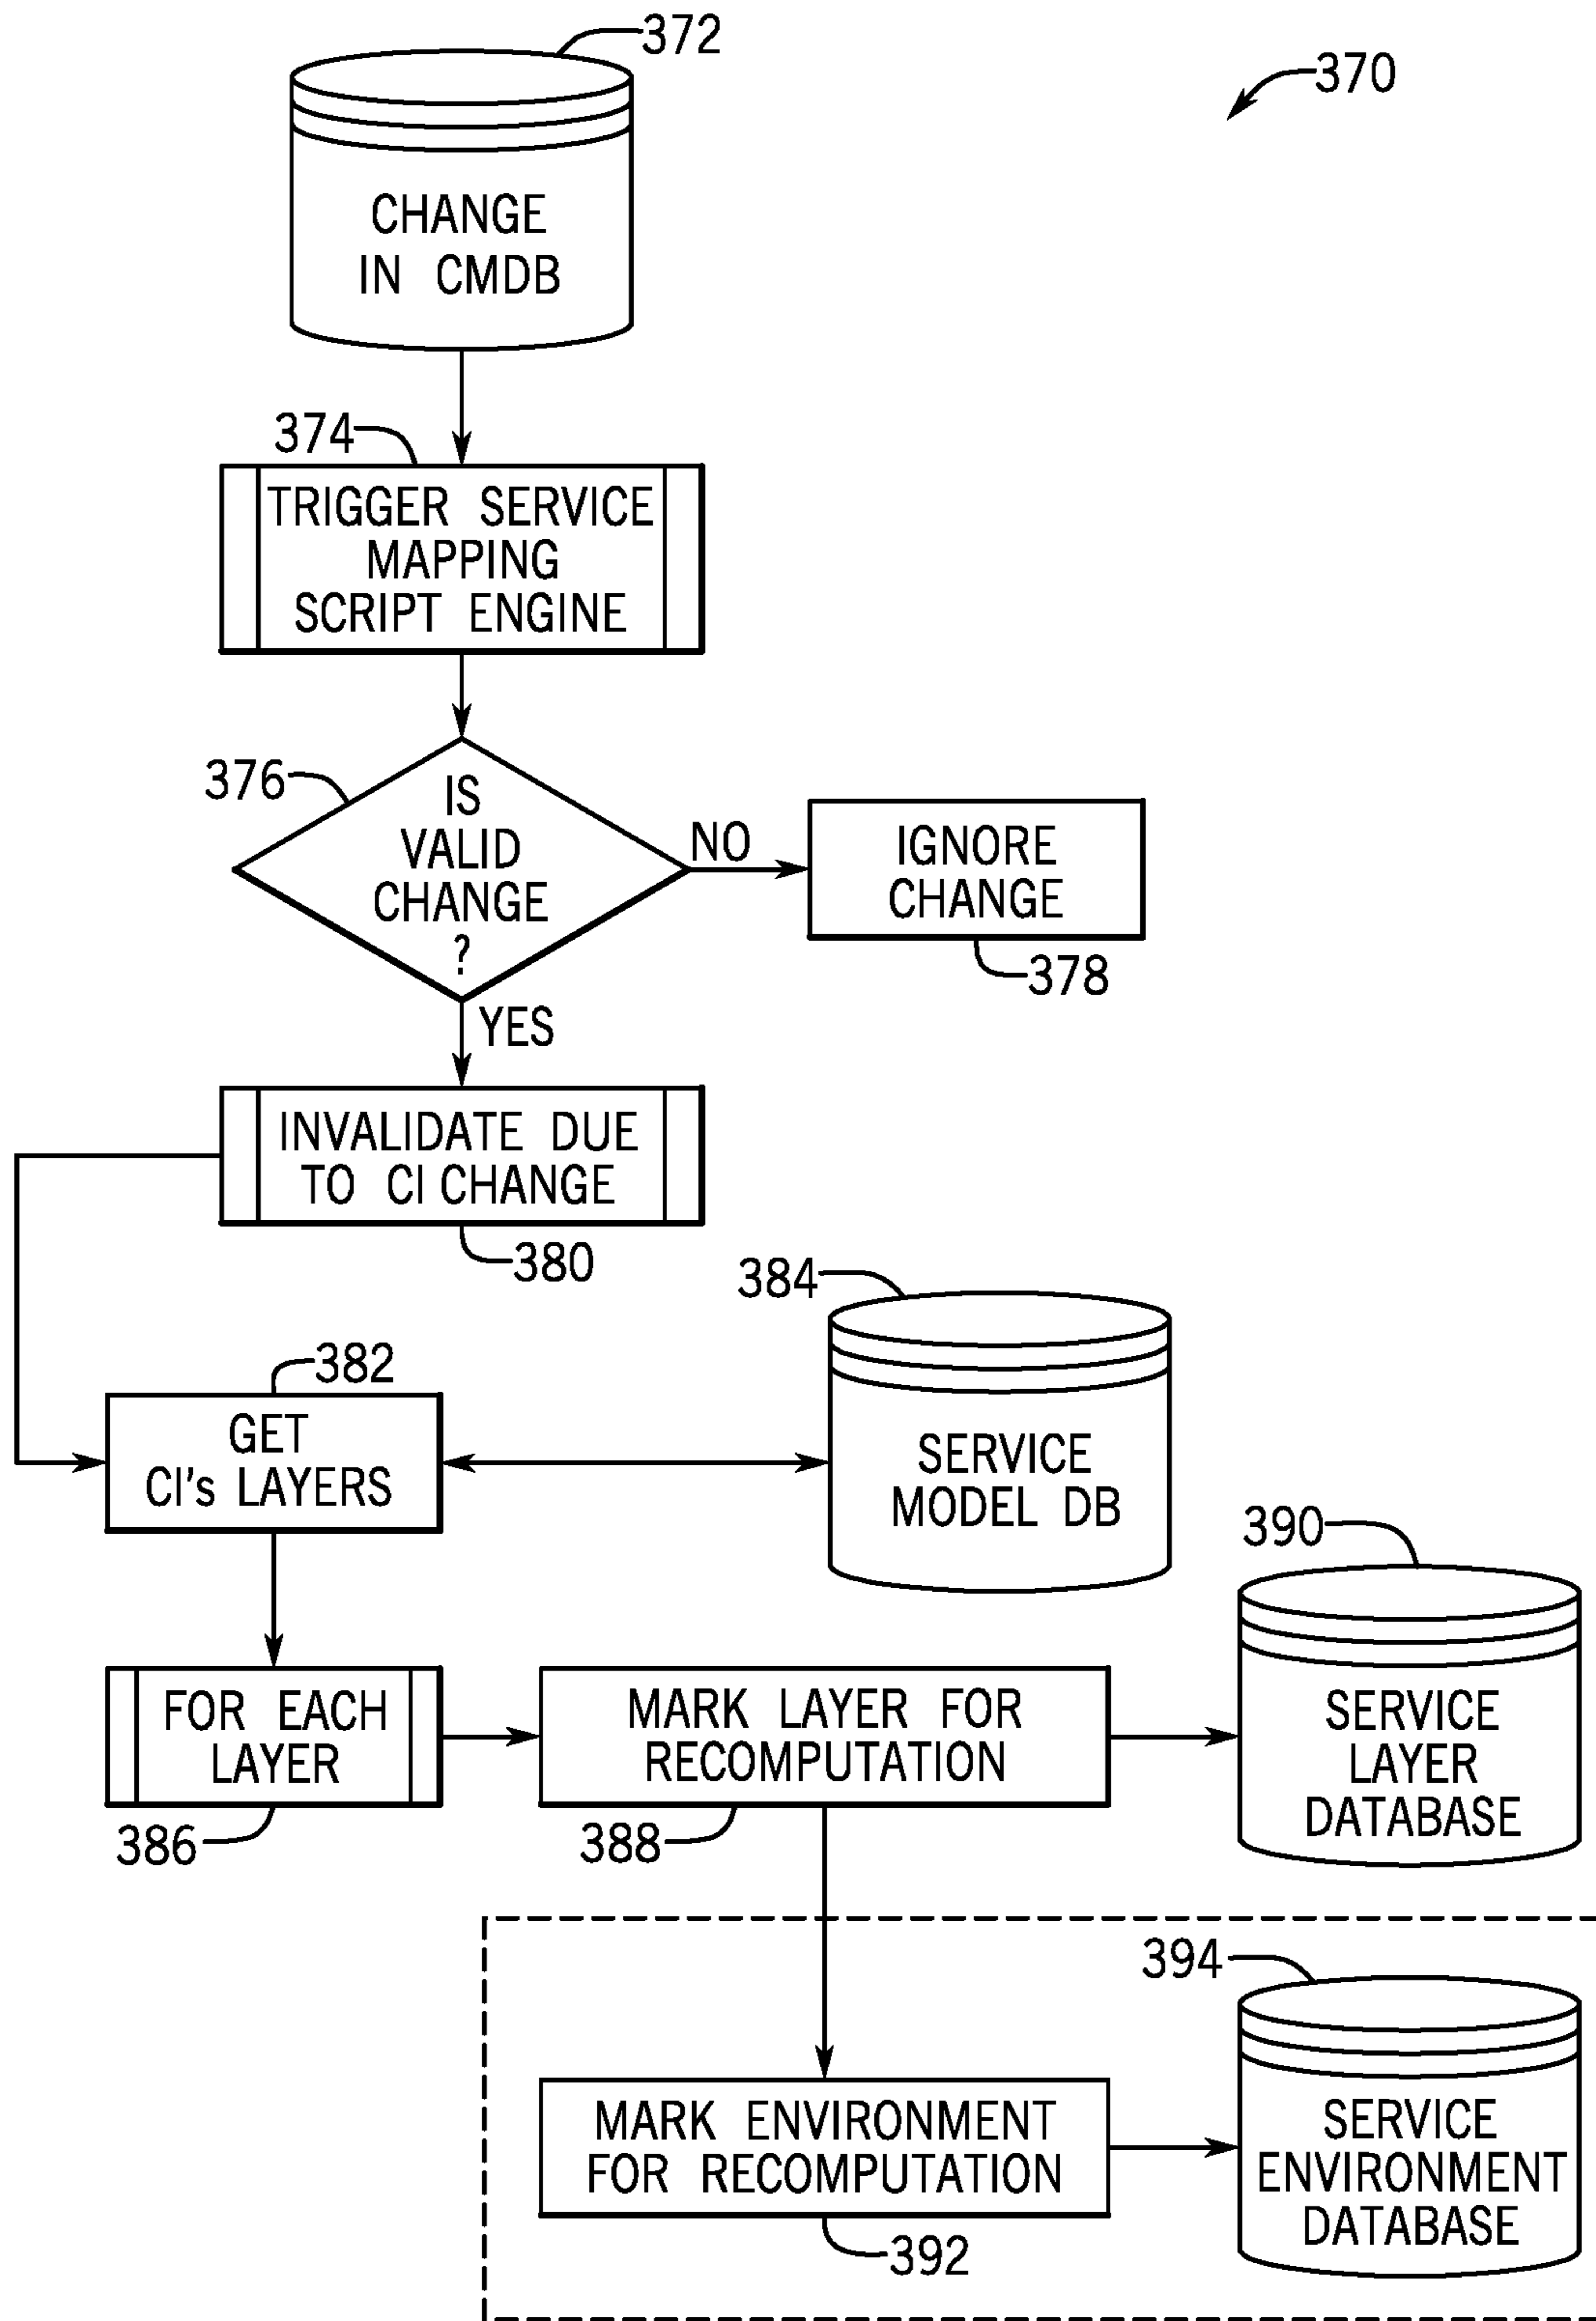 372
370
CHANGE
IN CMDB
374
TRIGGER SERVICE
MAPPING
SCRIPT ENGINE
376
IS
VALID
CHANGE
?
NO
IGNORE
CHANGE
378
YES
INVALIDATE DUE
TO CI CHANGE
380
384
382
GET
CI's LAYERS
SERVICE
MODEL DB
390
FOR EACH
LAYER
386
MARK LAYER FOR
RECOMPUTATION
388
SERVICE
LAYER
DATABASE
394
MARK ENVIRONMENT
FOR RECOMPUTATION
392
SERVICE
ENVIRONMENT
DATABASE